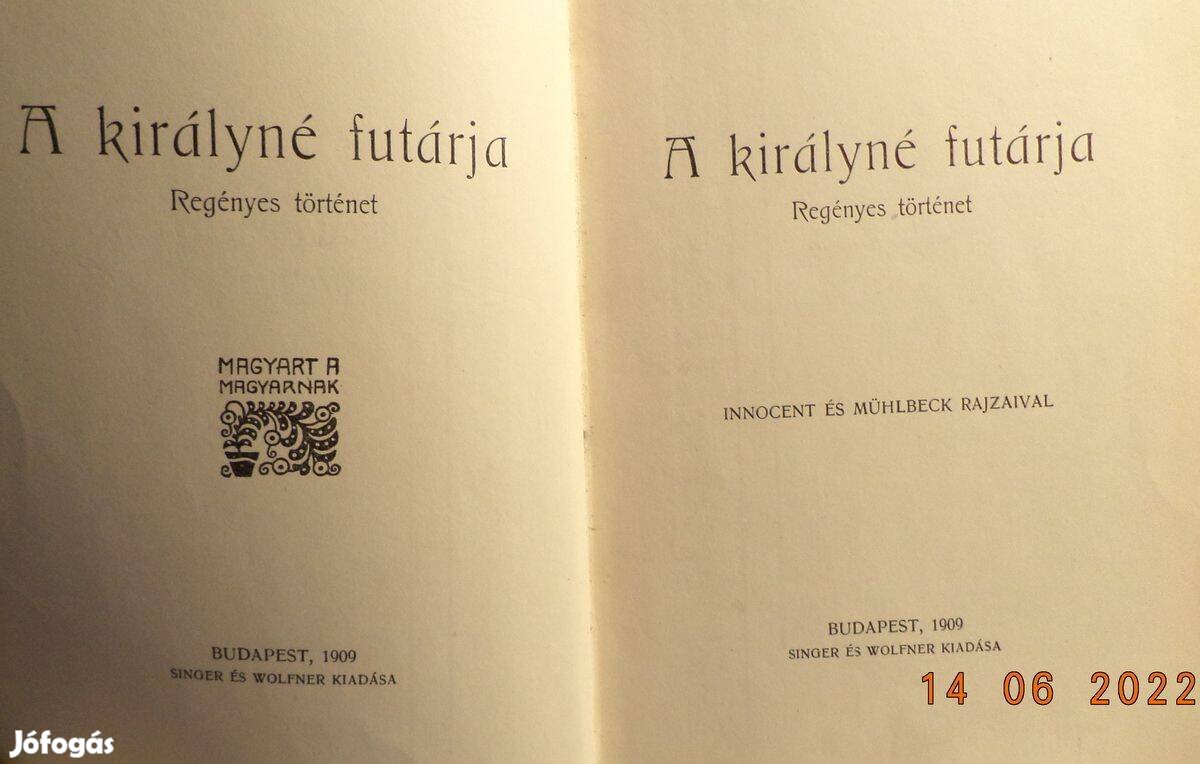 A királyné futárja
Regényes történet
MAGYART A
MAGYARNAK
BUDAPEST, 1909
SINGER ÉS WOLFNER KIADÁSA
A királyné futárja
Regényes történet
INNOCENT ÉS MÜHLBECK RAJZAIVAL
BUDAPEST, 1909
SINGER ÉS WOLFNER KIADÁSA
14 06 2022
Jófogás